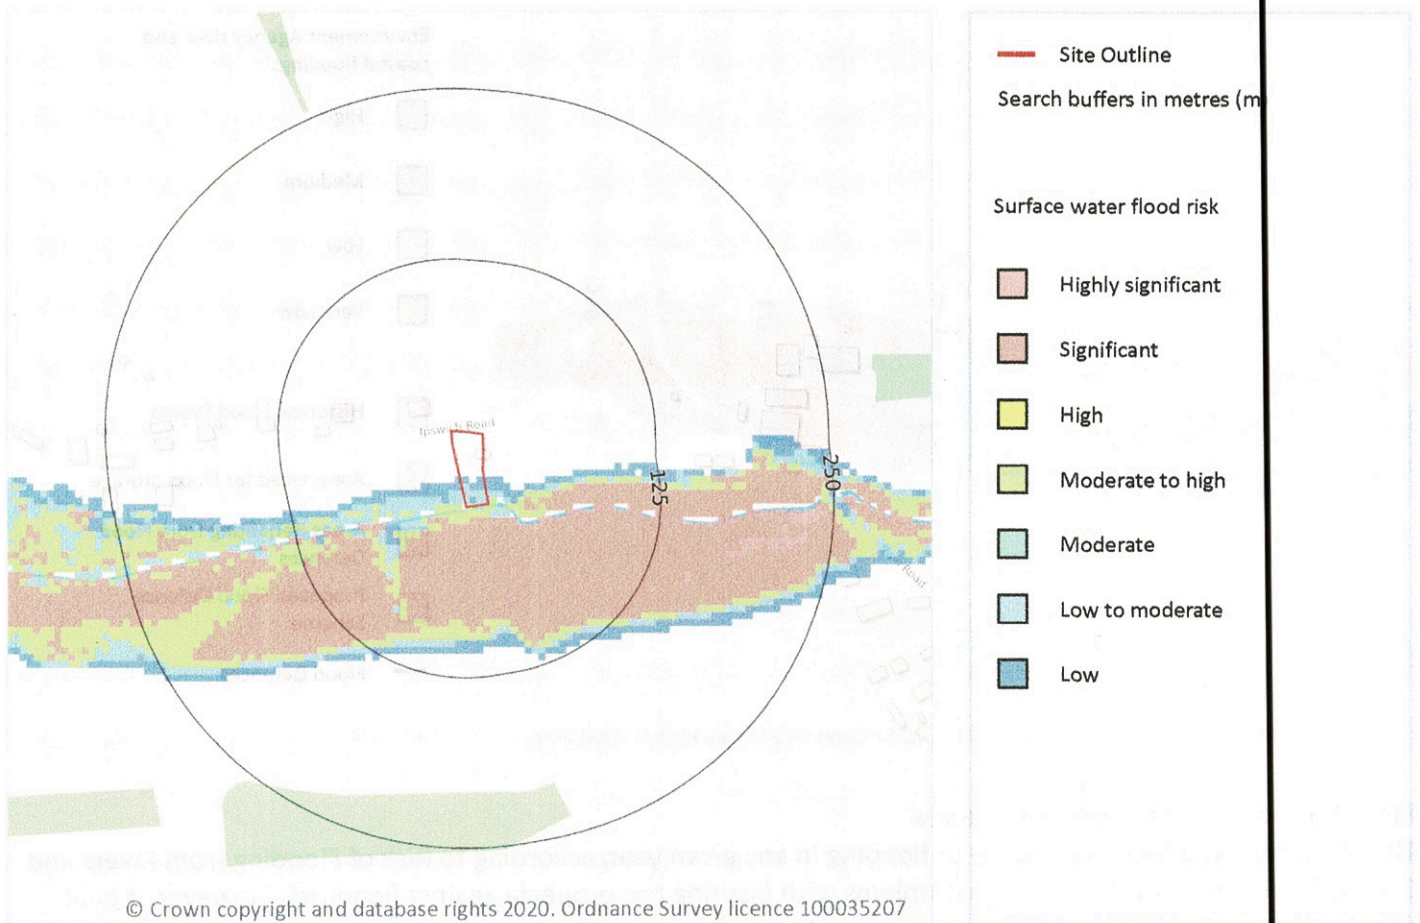 Site Outline
Search buffers in metres (m
Surface water flood risk
Highly significant
Significant
High
Moderate to high
Moderate
Low to moderate
Low
Ipswich Road
125
250
Road
© Crown copyright and database rights 2020. Ordnance Survey licence 100035207